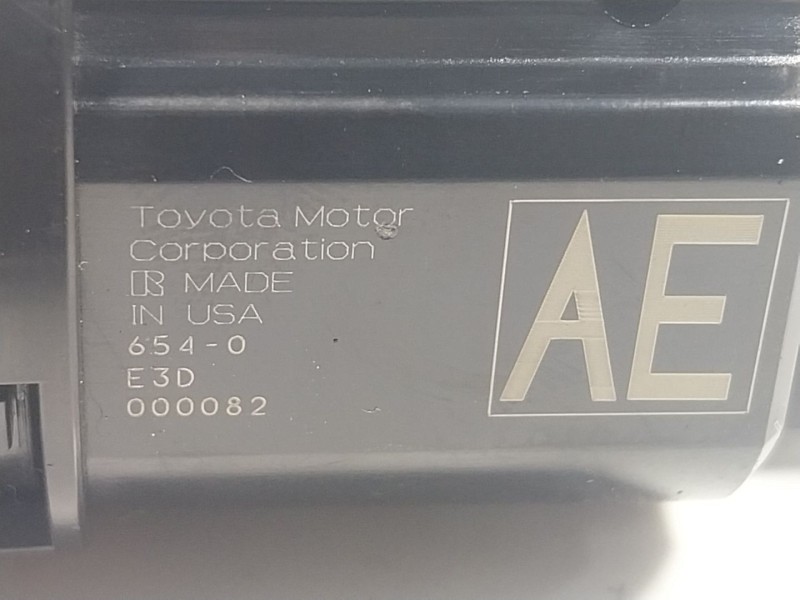 Toyota Motor
Corporation
R MADE
IN USA
654-0
E3D
000082
AE